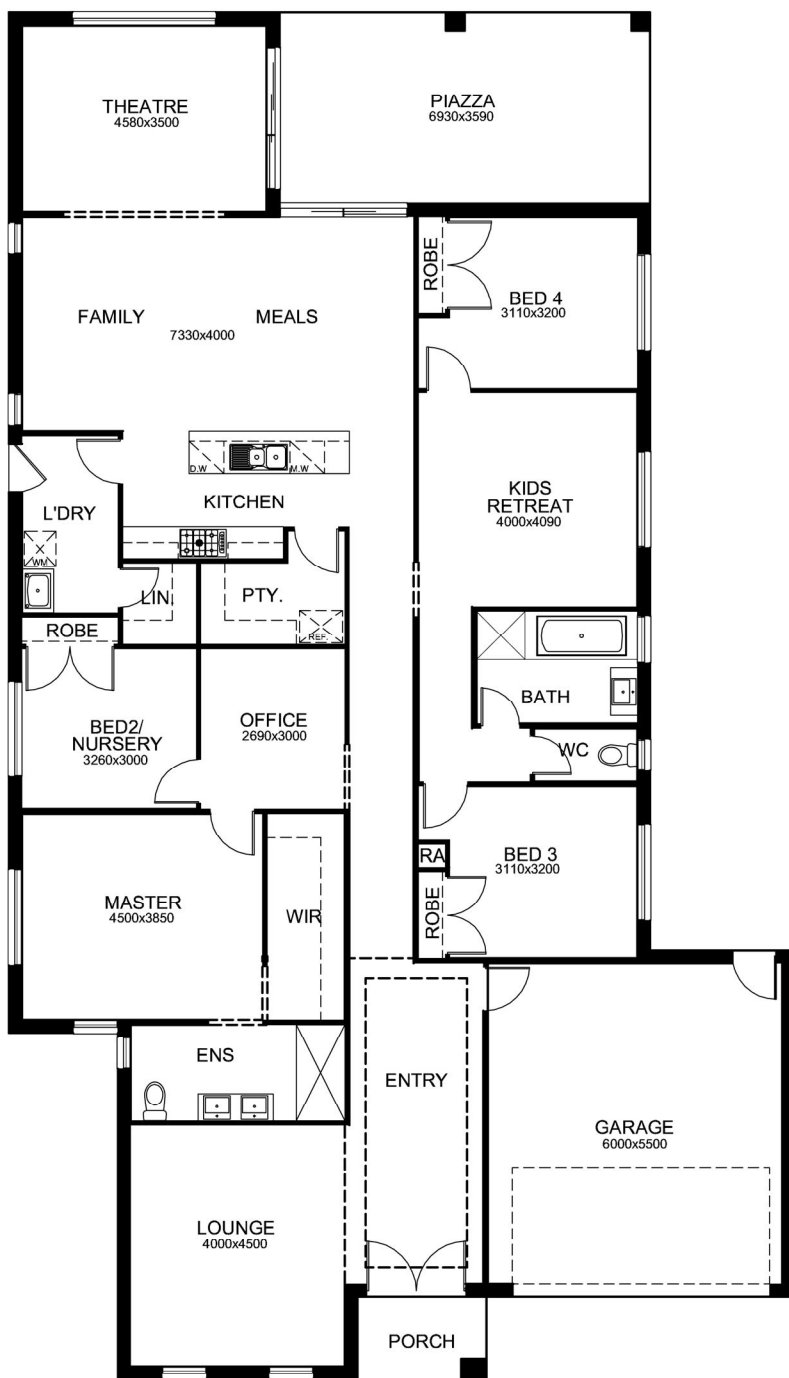 THEATRE
4580x3500
PIAZZA
6930x3590
ROBE
BED 4
3110x3200
FAMILY
MEALS
7330x4000
D.W
M.W
KITCHEN
KIDS
RETREAT
4000x4090
L'DRY
WM
LIN
PTY.
REF.
ROBE
BATH
BED2/
NURSERY
3260x3000
OFFICE
2690x3000
WC
RA
BED 3
3110x3200
ROBE
MASTER
4500x3850
WIR
ENS
ENTRY
GARAGE
6000x5500
LOUNGE
4000x4500
PORCH